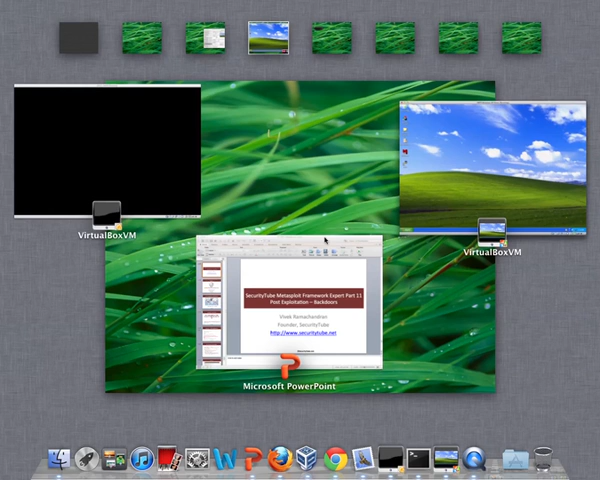 VirtualBoxVM
VirtualBoxVM
SecurityTube Metasploit Framework Expert Part 11
Post Exploitation – Backdoors
Vivek Ramachandran
Founder, SecurityTube
http://www.securitytube.net
Microsoft PowerPoint